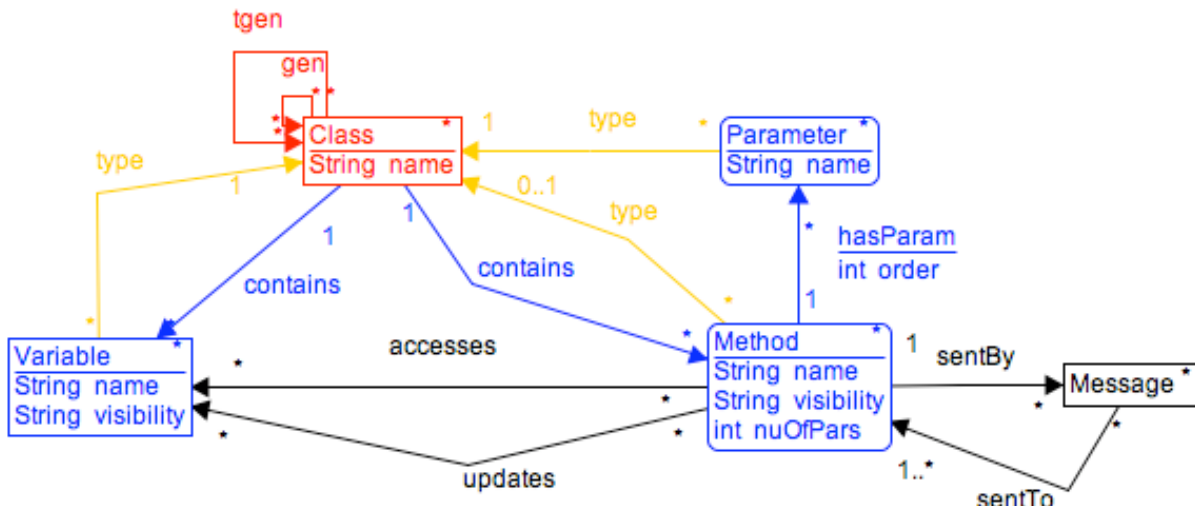 tgen
gen
* *
*
*
Class *
String name
1 type *
Parameter *
String name
type
1
0..1
type
1
1
contains
contains
*
hasParam
int order
1
*
*
*
*
Variable *
String name
String visibility
*
accesses
*
*
updates
*
Method *
String name
String visibility
int nuOfPars
1
sentBy
*
Message *
*
1..*
sentTo